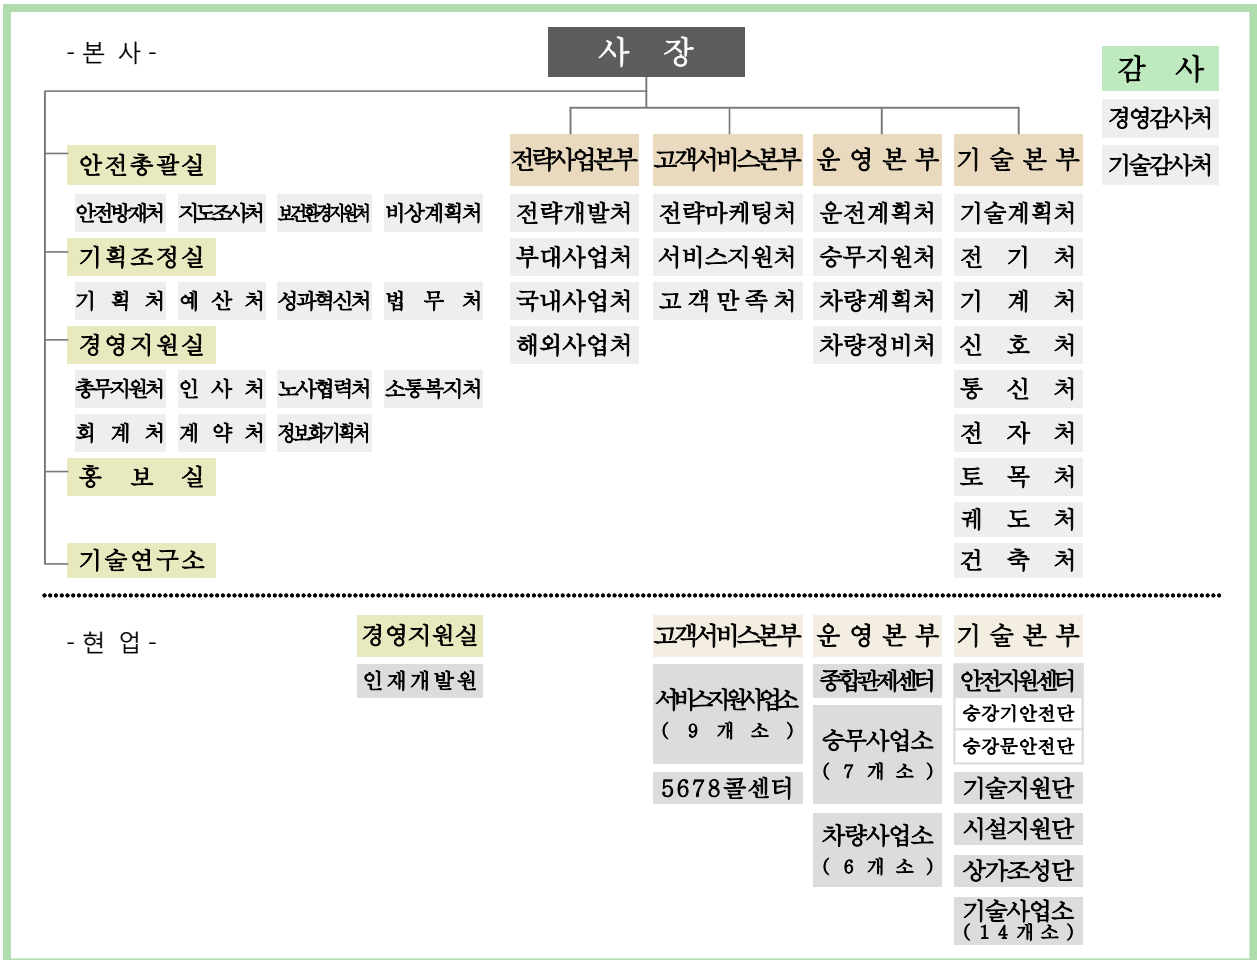 - 본 사 -
사 장
감 사
경영감사처
기술감사처
안전총괄실
안전방재처 지도조사처 보건환경지원처 비상계획처
기획조정실
기 획 처 예 산 처 성과혁신처 법 무 처
경영지원실
총무지원처 인 사 처 노사협력처 소통복지처
회 계 처 계 약 처 정보화기획처
홍 보 실
기술연구소
전략사업본부
전략개발처
부대사업처
국내사업처
해외사업처
고객서비스본부
전략마케팅처
서비스지원처
고객만족처
운영본부
운전계획처
승무지원처
차량계획처
차량정비처
기술본부
기술계획처
전 기 처
기 계 처
신 호 처
통 신 처
전 자 처
토 목 처
궤 도 처
건 축 처
- 현 업 -
경영지원실
인재개발원
고객서비스본부
서비스지원사업소
( 9 개 소 )
5678콜센터
운영본부
종합관제센터
승무사업소
( 7 개 소 )
차량사업소
( 6 개 소 )
기술본부
안전지원센터
승강기안전단
승강문안전단
기술지원단
시설지원단
상가조성단
기술사업소
( 1 4 개 소 )